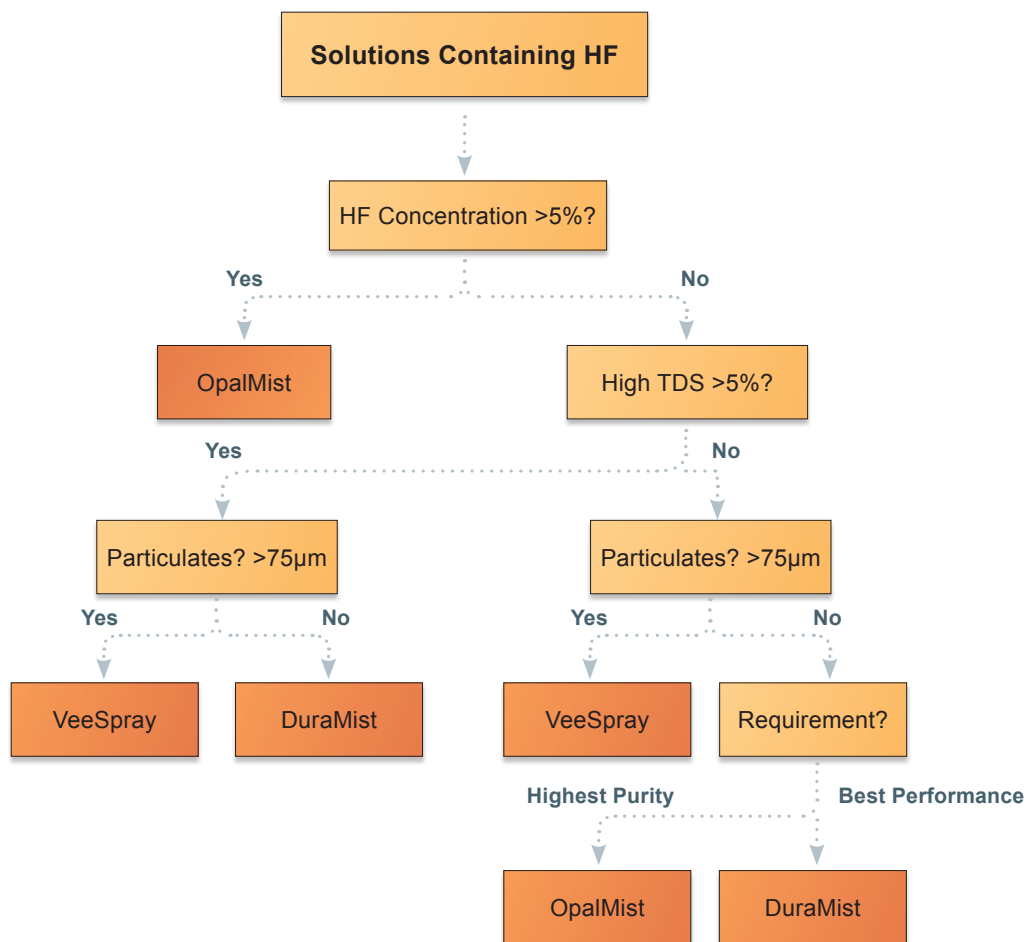 Solutions Containing HF
HF Concentration >5%?
Yes
No
OpalMist
High TDS >5%?
Yes
No
Particulates? >75µm
Particulates? >75µm
Yes
No
Yes
No
VeeSpray
DuraMist
VeeSpray
Requirement?
Highest Purity
Best Performance
OpalMist
DuraMist